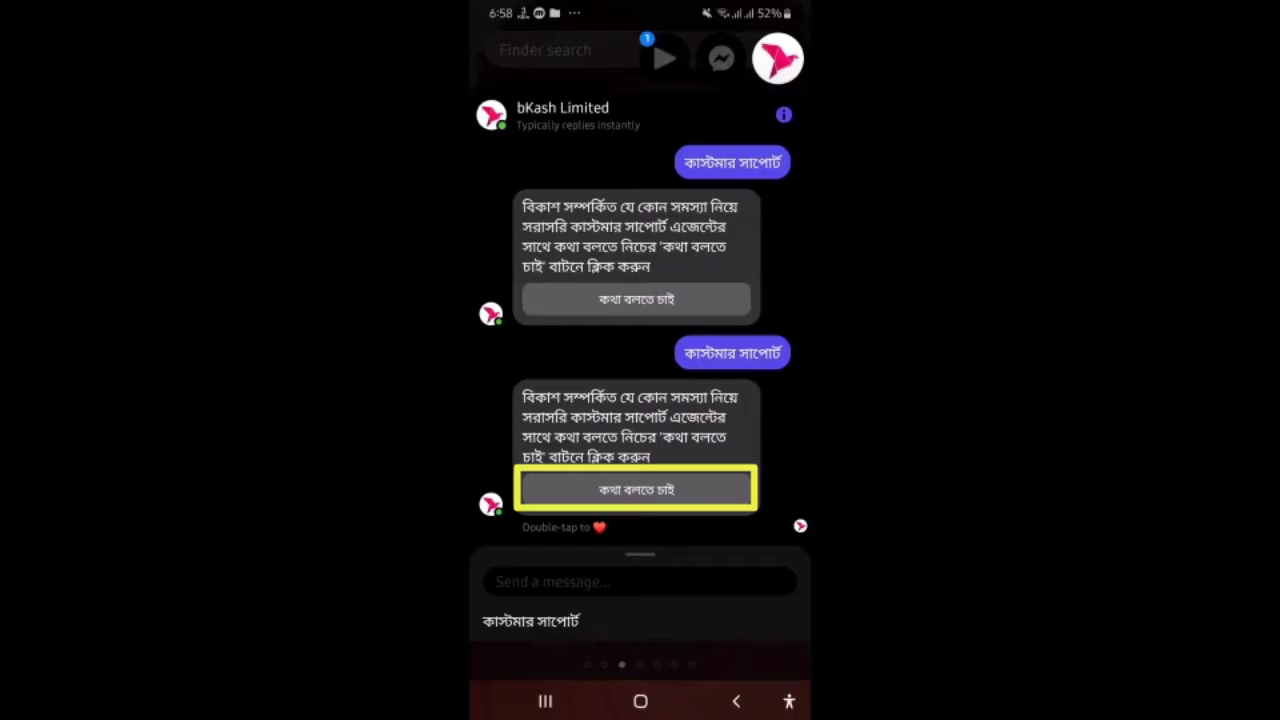 6:58
52%
Finder search
1
bKash Limited
Typically replies instantly
কাস্টমার সাপোর্ট
বিকাশ সম্পর্কিত যে কোন সমস্যা নিয়ে
সরাসরি কাস্টমার সাপোর্ট এজেন্টের
সাথে কথা বলতে নিচের 'কথা বলতে
চাই' বাটনে ক্লিক করুন
কথা বলতে চাই
কাস্টমার সাপোর্ট
বিকাশ সম্পর্কিত যে কোন সমস্যা নিয়ে
সরাসরি কাস্টমার সাপোর্ট এজেন্টের
সাথে কথা বলতে নিচের 'কথা বলতে
চাই' বাটনে ক্লিক করুন
কথা বলতে চাই
Double-tap to ❤️
Send a message...
কাস্টমার সাপোর্ট